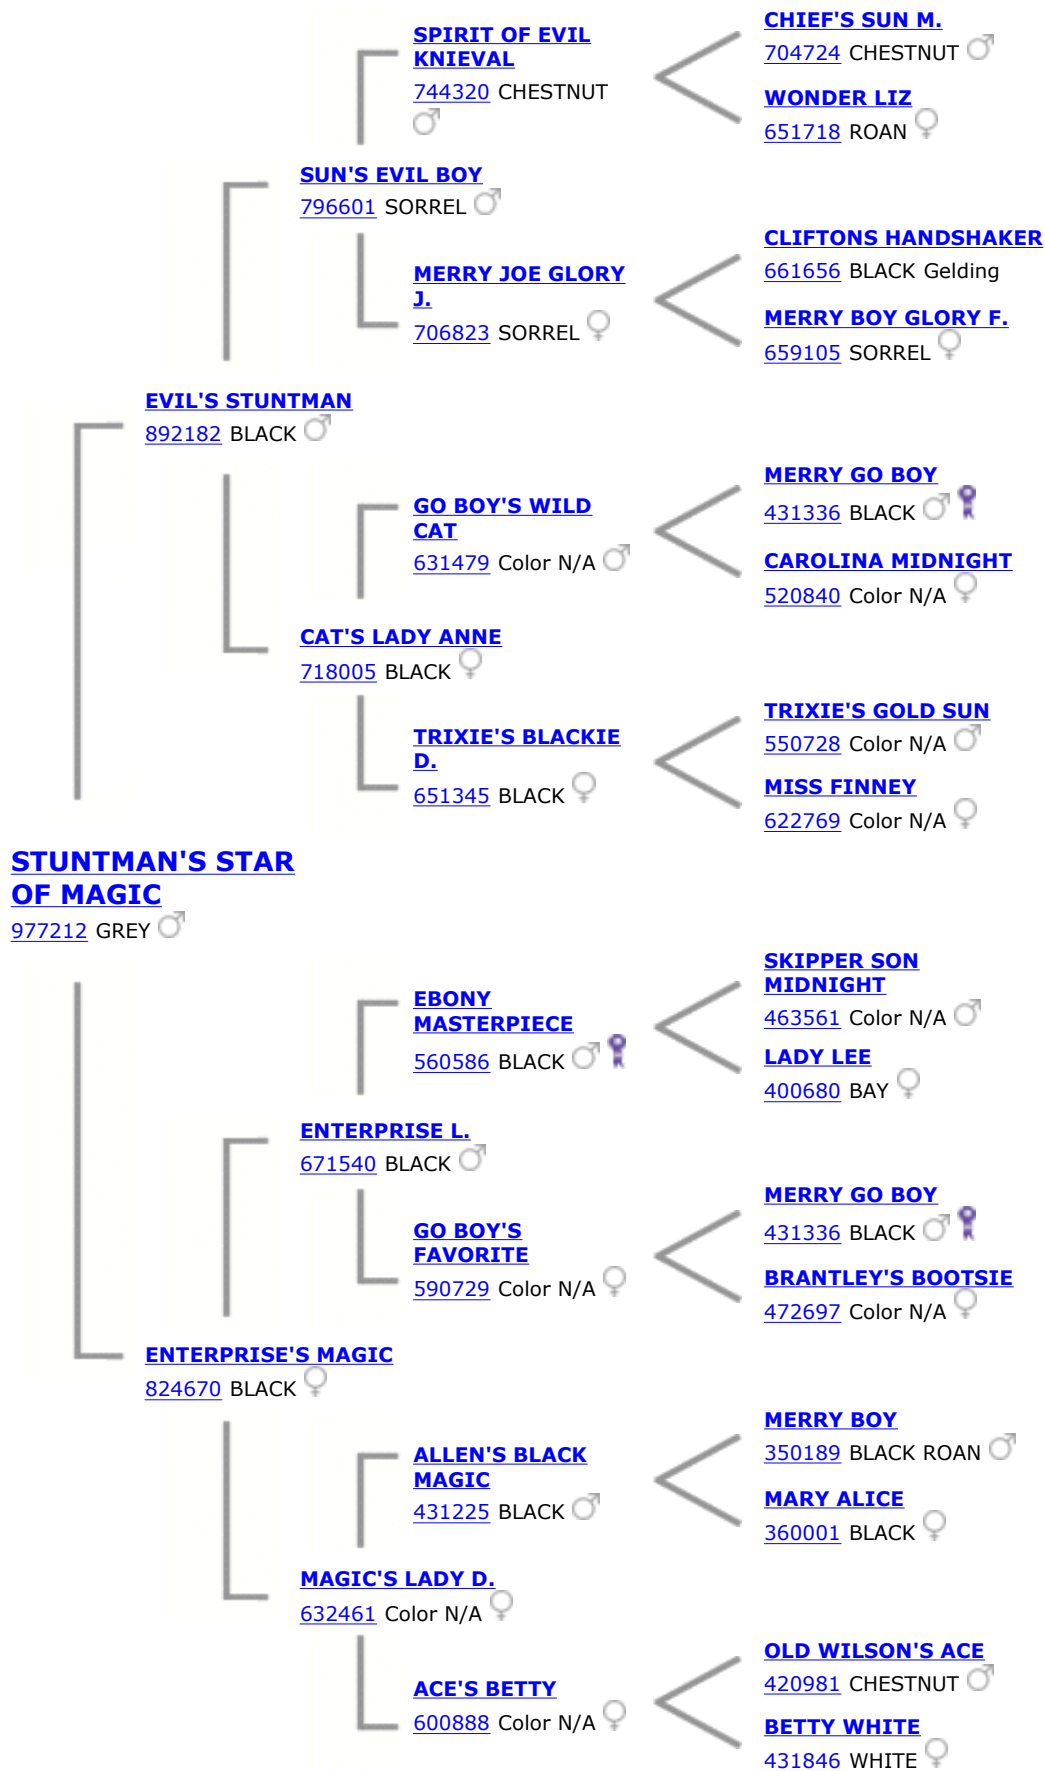 CHIEF'S SUN M.
704724 CHESTNUT
SPIRIT OF EVIL
KNIEVAL
744320 CHESTNUT
WONDER LIZ
651718 ROAN
SUN'S EVIL BOY
796601 SORREL
CLIFTONS HANDSHAKER
661656 BLACK Gelding
MERRY JOE GLORY
J.
706823 SORREL
MERRY BOY GLORY F.
659105 SORREL
EVIL'S STUNTMAN
892182 BLACK
MERRY GO BOY
431336 BLACK
GO BOY'S WILD
CAT
631479 Color N/A
CAROLINA MIDNIGHT
520840 Color N/A
CAT'S LADY ANNE
718005 BLACK
TRIXIE'S GOLD SUN
550728 Color N/A
TRIXIE'S BLACKIE
D.
651345 BLACK
MISS FINNEY
622769 Color N/A
STUNTMAN'S STAR
OF MAGIC
977212 GREY
SKIPPER SON
MIDNIGHT
463561 Color N/A
EBONY
MASTERPIECE
560586 BLACK
LADY LEE
400680 BAY
ENTERPRISE L.
671540 BLACK
MERRY GO BOY
431336 BLACK
GO BOY'S
FAVORITE
590729 Color N/A
BRANTLEY'S BOOTSIE
472697 Color N/A
ENTERPRISE'S MAGIC
824670 BLACK
MERRY BOY
350189 BLACK ROAN
ALLEN'S BLACK
MAGIC
431225 BLACK
MARY ALICE
360001 BLACK
MAGIC'S LADY D.
632461 Color N/A
OLD WILSON'S ACE
420981 CHESTNUT
ACE'S BETTY
600888 Color N/A
BETTY WHITE
431846 WHITE